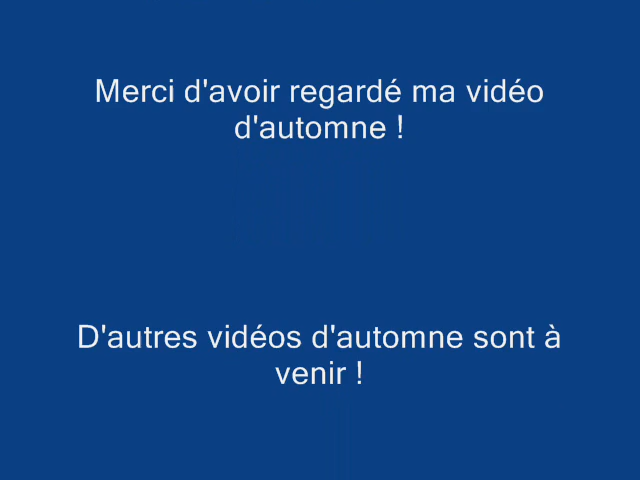 Merci d'avoir regardé ma vidéo
d'automne !
D'autres vidéos d'automne sont à
venir !